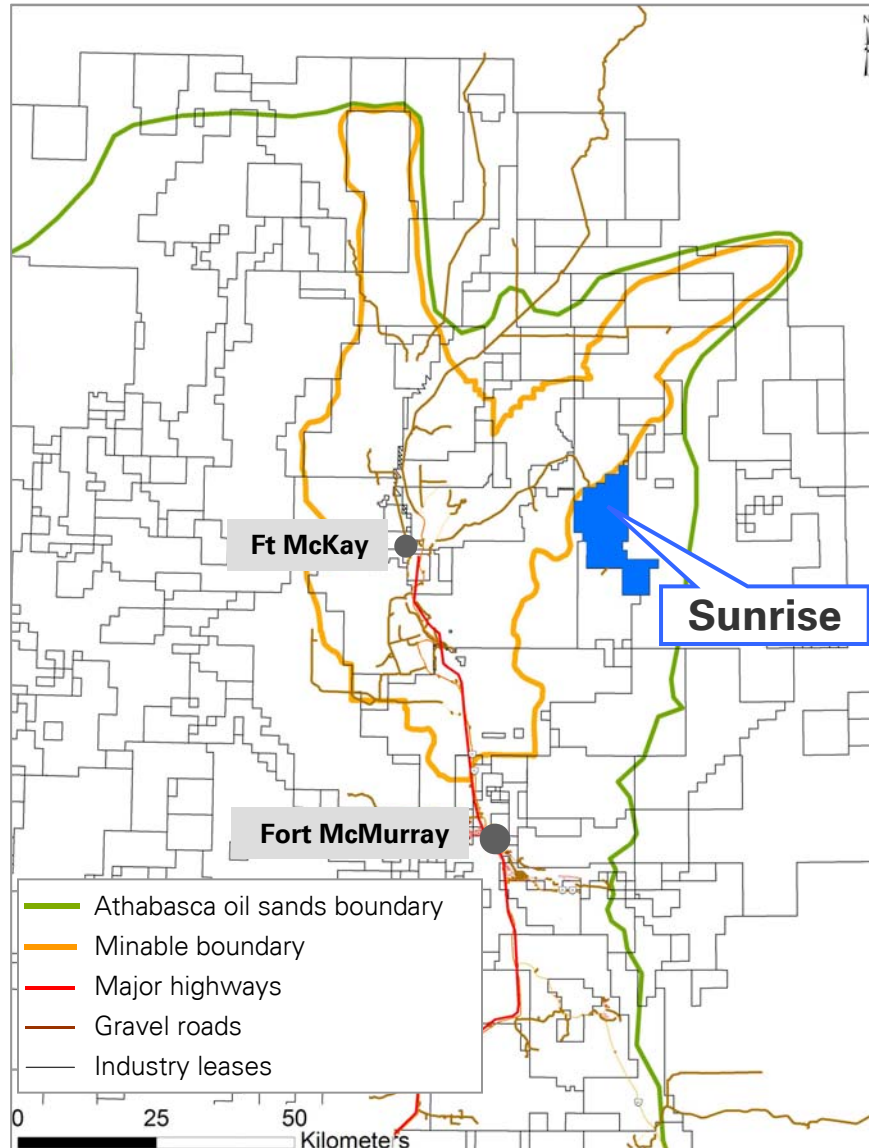 N
Ft McKay
Sunrise
Fort McMurray
Athabasca oil sands boundary
Minable boundary
Major highways
Gravel roads
Industry leases
0 25 50
Kilometers